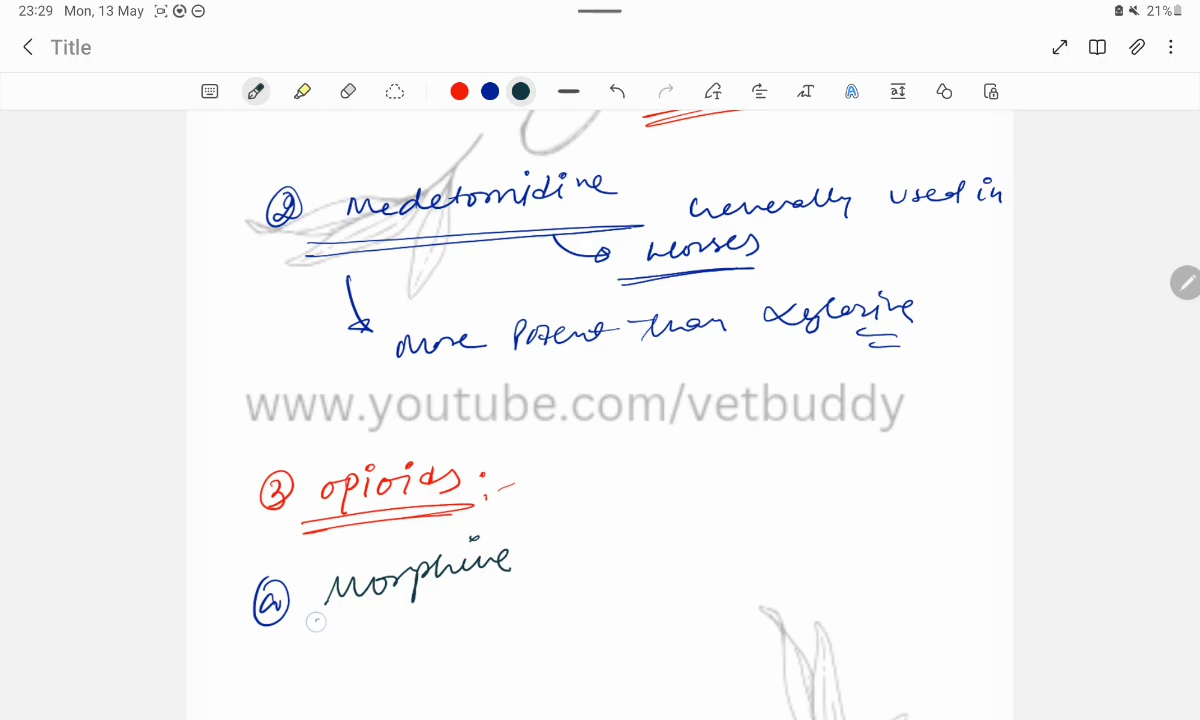 23:29 Mon, 13 May 21%
Title
② Medetomidine Generally used in
Horses
More Potent than Xylazine
www.youtube.com/vetbuddy
③ opioids :-
ⓐ Morphine